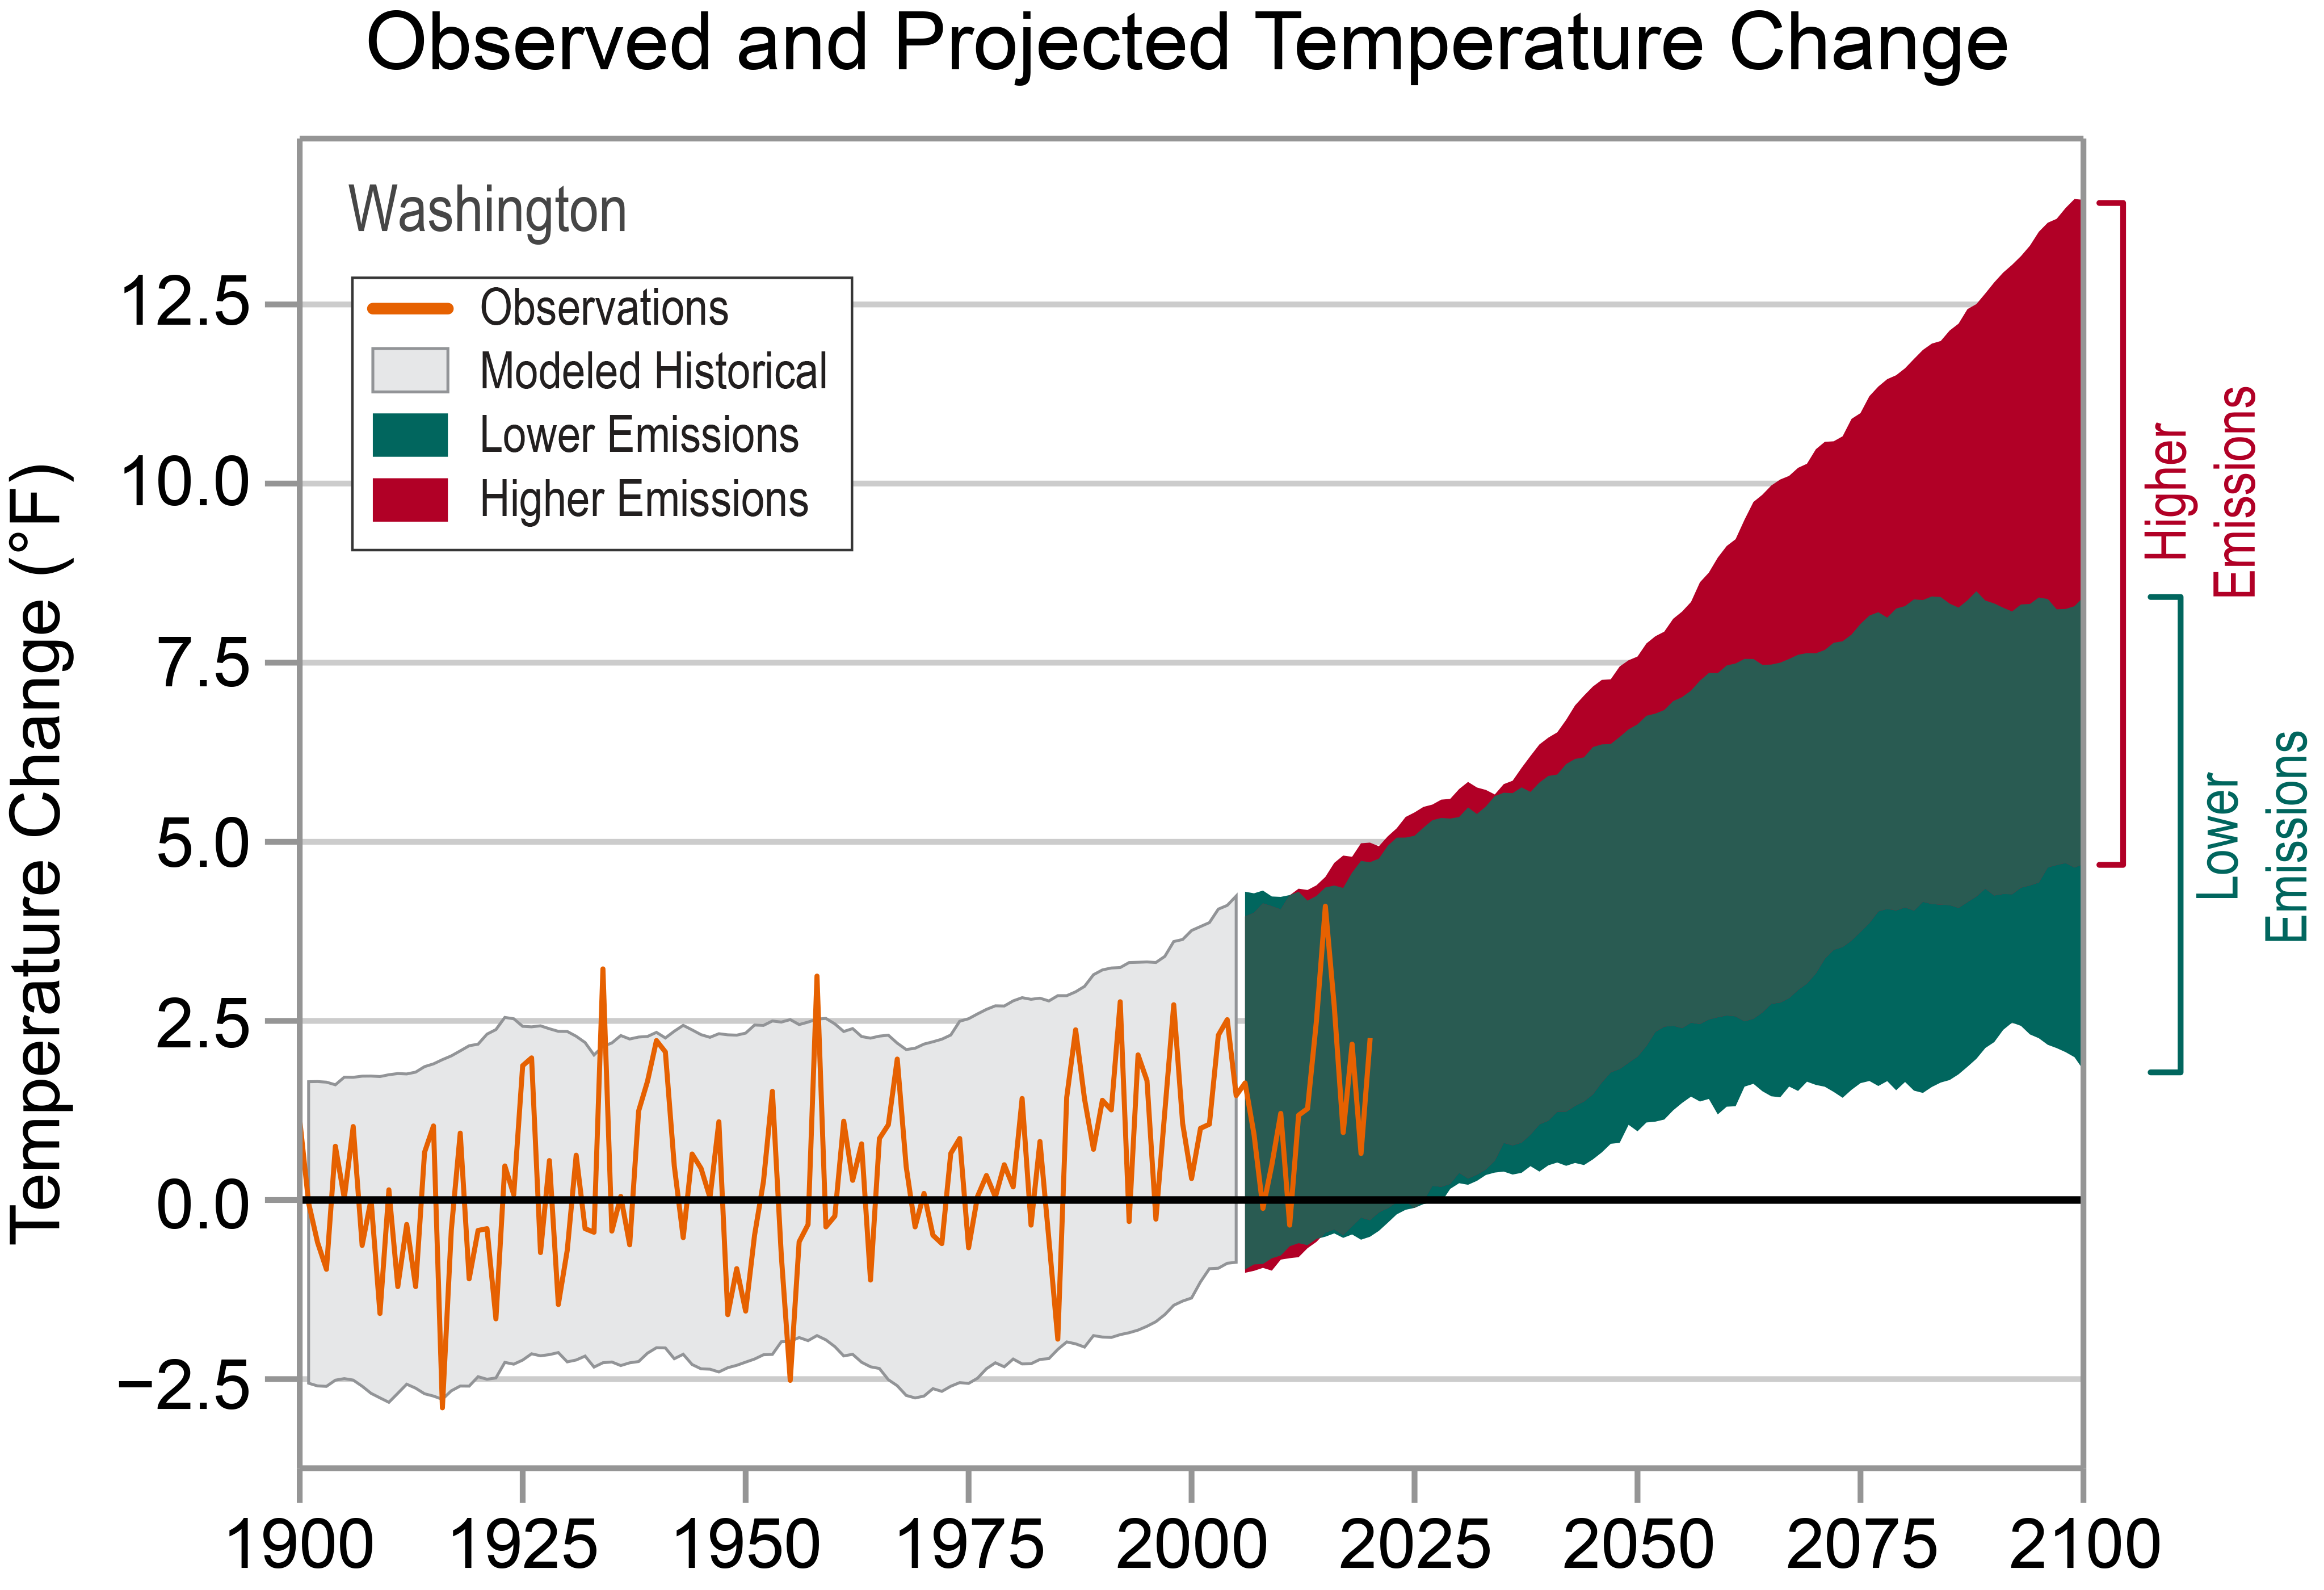 Observed and Projected Temperature Change
Washington
Observations
Modeled Historical
Lower Emissions
Higher Emissions
Temperature Change (°F)
12.5
10.0
7.5
5.0
2.5
0.0
−2.5
1900 1925 1950 1975 2000 2025 2050 2075 2100
Higher
Emissions
Lower
Emissions